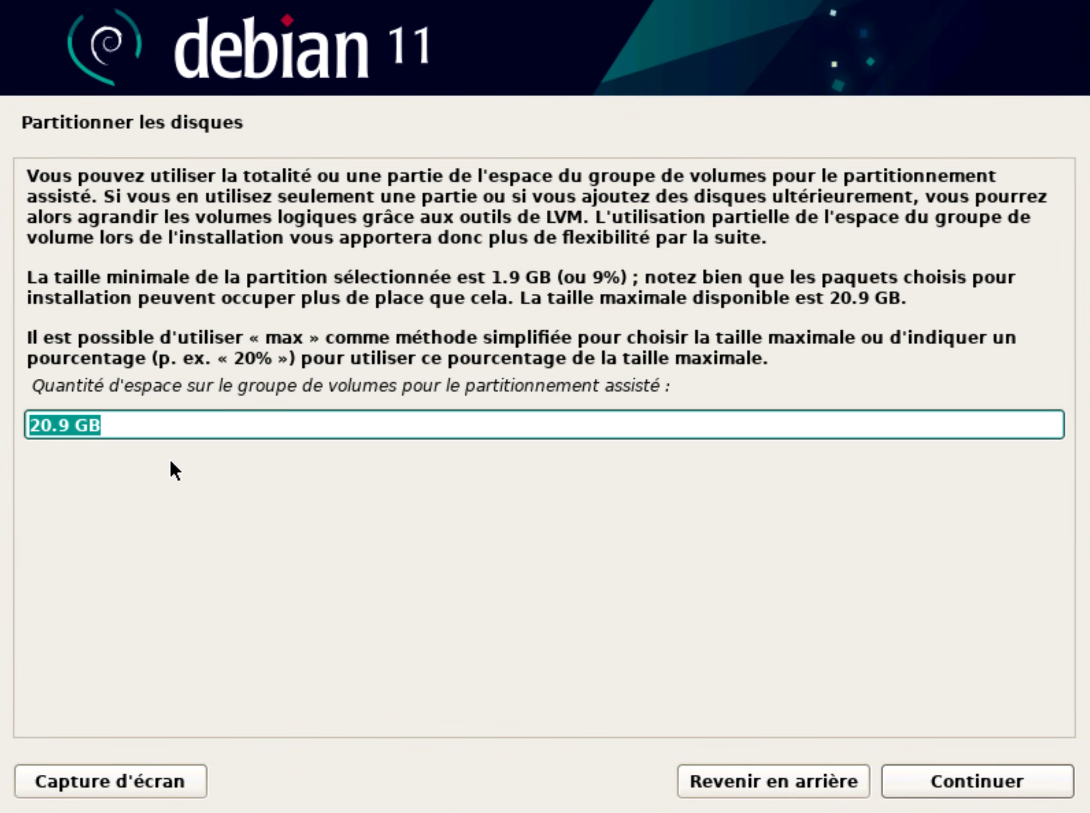 debian 11
Partitionner les disques
Vous pouvez utiliser la totalité ou une partie de l'espace du groupe de volumes pour le partitionnement
assisté. Si vous en utilisez seulement une partie ou si vous ajoutez des disques ultérieurement, vous pourrez
alors agrandir les volumes logiques grâce aux outils de LVM. L'utilisation partielle de l'espace du groupe de
volume lors de l'installation vous apportera donc plus de flexibilité par la suite.
La taille minimale de la partition sélectionnée est 1.9 GB (ou 9%) ; notez bien que les paquets choisis pour
installation peuvent occuper plus de place que cela. La taille maximale disponible est 20.9 GB.
Il est possible d'utiliser « max » comme méthode simplifiée pour choisir la taille maximale ou d'indiquer un
pourcentage (p. ex. « 20% ») pour utiliser ce pourcentage de la taille maximale.
Quantité d'espace sur le groupe de volumes pour le partitionnement assisté :
20.9 GB
Capture d'écran
Revenir en arrière
Continuer